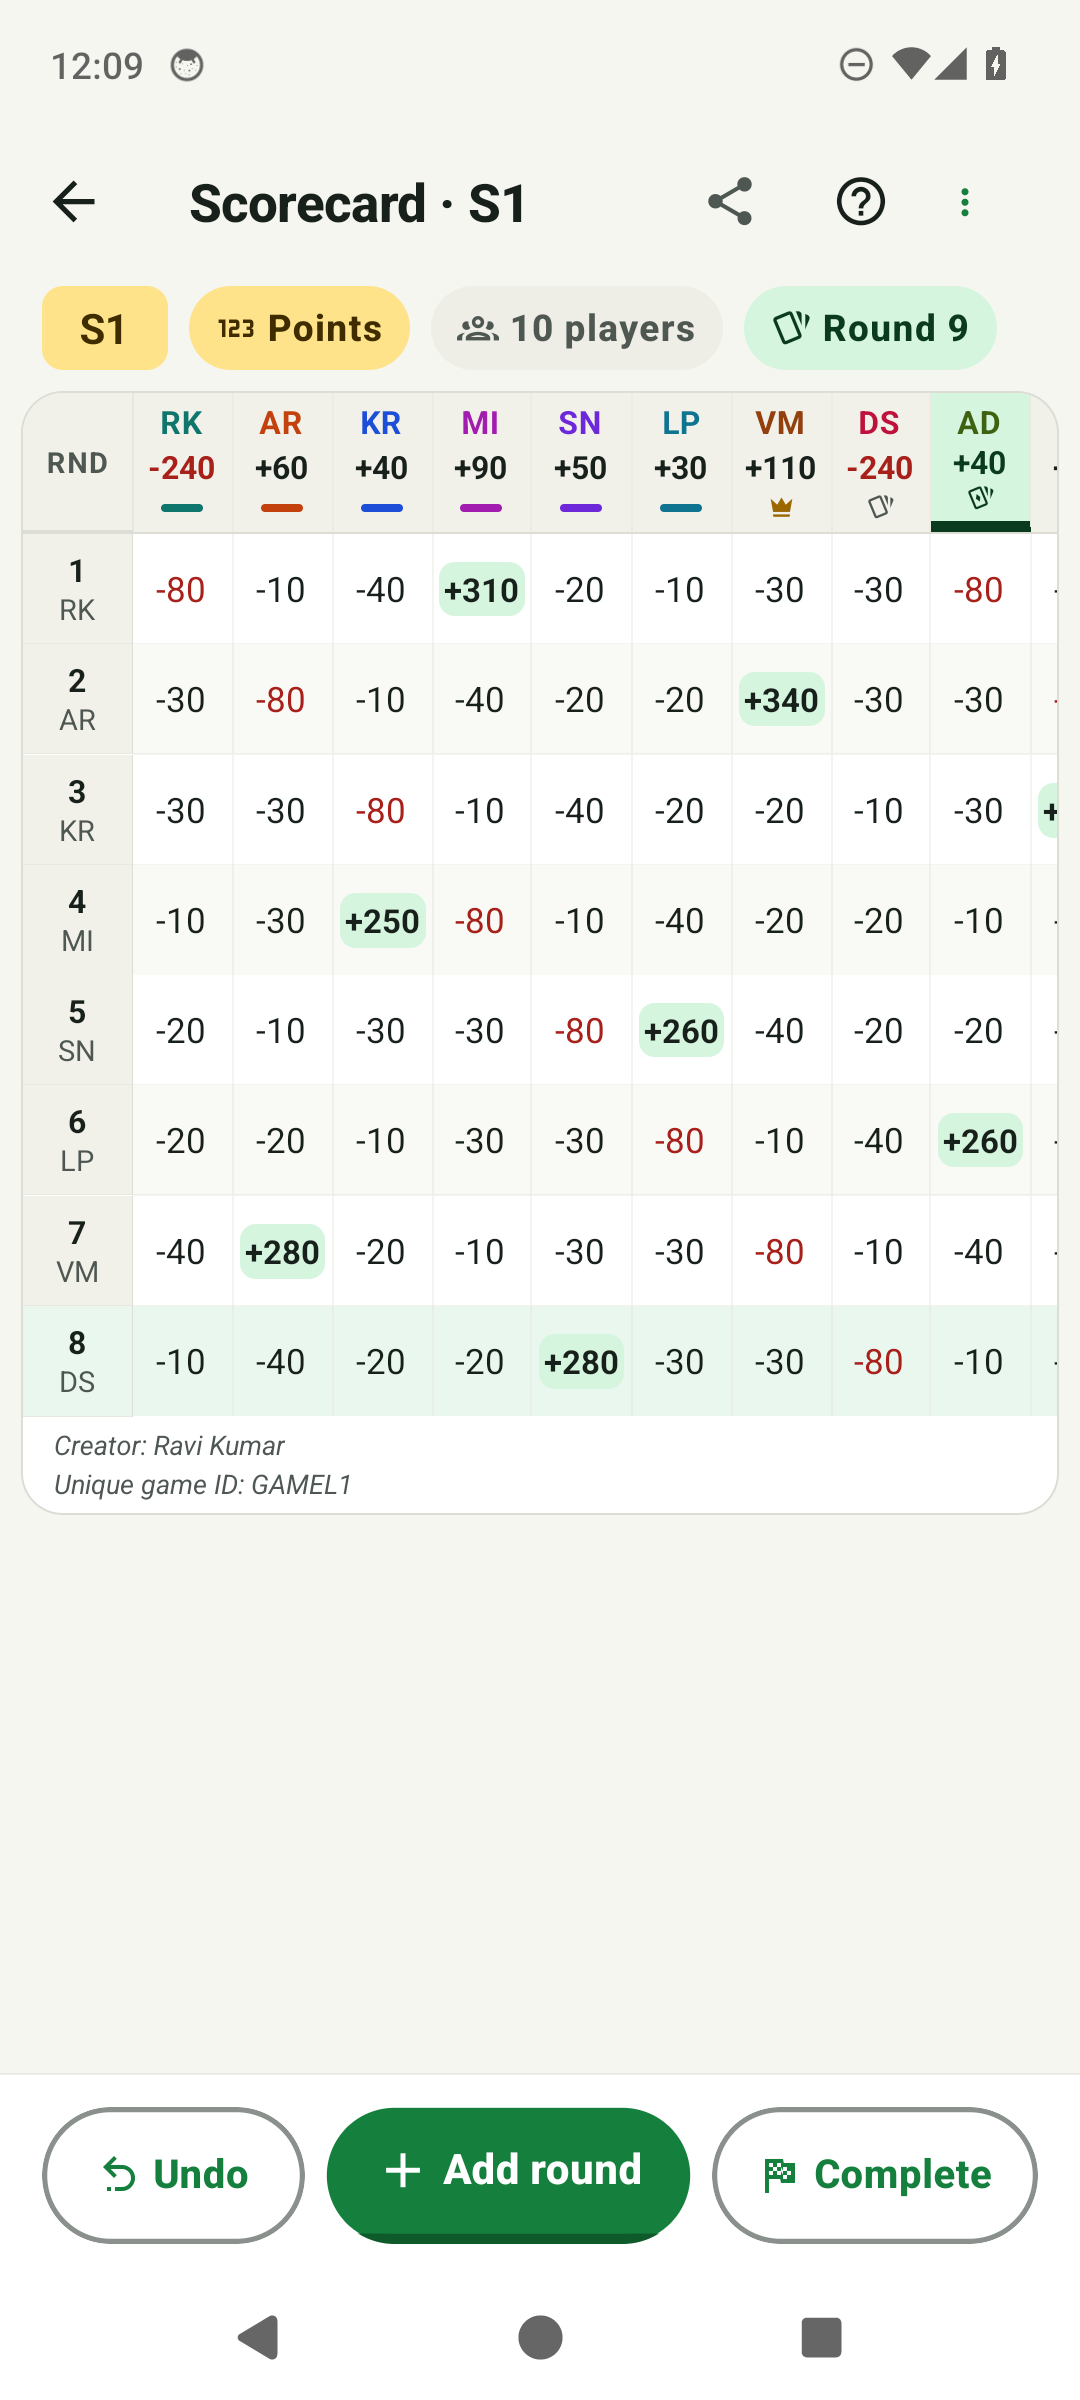 12:09
Scorecard · S1
S1 123 Points 10 players Round 9
RND RK AR KR MI SN LP VM DS AD
-240 +60 +40 +90 +50 +30 +110 -240 +40
1 RK -80 -10 -40 +310 -20 -10 -30 -30 -80
2 AR -30 -80 -10 -40 -20 -20 +340 -30 -30
3 KR -30 -30 -80 -10 -40 -20 -20 -10 -30
4 MI -10 -30 +250 -80 -10 -40 -20 -20 -10
5 SN -20 -10 -30 -30 -80 +260 -40 -20 -20
6 LP -20 -20 -10 -30 -30 -80 -10 -40 +260
7 VM -40 +280 -20 -10 -30 -30 -80 -10 -40
8 DS -10 -40 -20 -20 +280 -30 -30 -80 -10
Creator: Ravi Kumar
Unique game ID: GAMEL1
Undo + Add round Complete